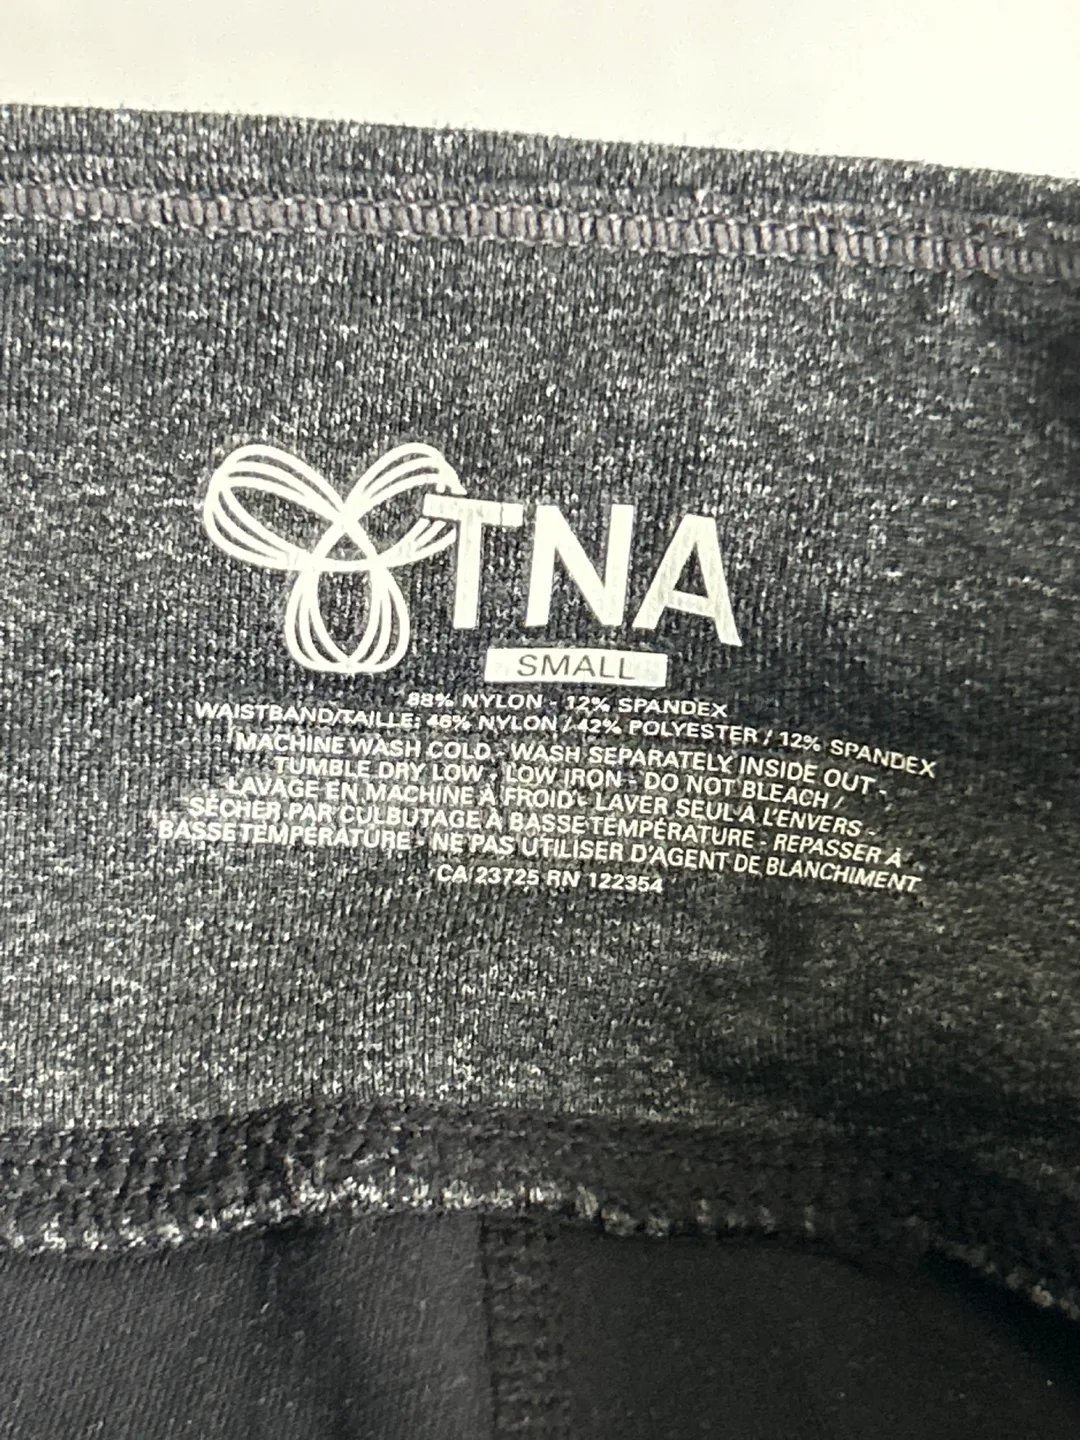 TNA
SMALL
88% NYLON - 12% SPANDEX
WAISTBAND/TAILLE: 46% NYLON / 42% POLYESTER / 12% SPANDEX
MACHINE WASH COLD - WASH SEPARATELY INSIDE OUT -
TUMBLE DRY LOW - LOW IRON - DO NOT BLEACH /
LAVAGE EN MACHINE À FROID - LAVER SEUL À L'ENVERS -
SÉCHER PAR CULBUTAGE À BASSE TEMPÉRATURE - REPASSER À
BASSE TEMPÉRATURE - NE PAS UTILISER D'AGENT DE BLANCHIMENT
CA 23725 RN 122354